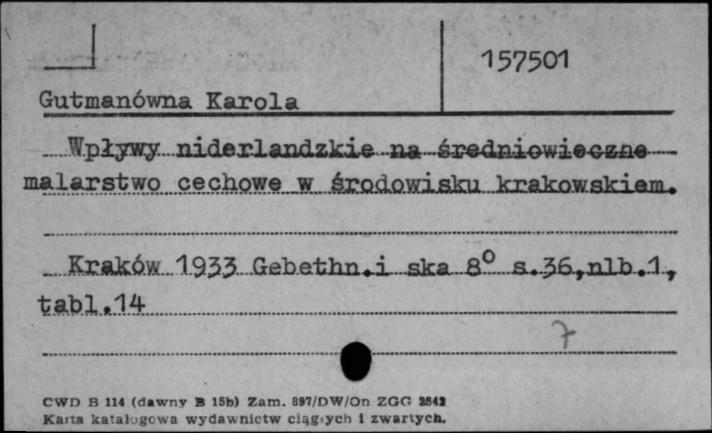 157501
Gutmanówna Karola
Wpływy niderlandzkie na średniowieczne
malarstwo cechowe w środowisku krakowskiem.
Kraków 1933 Gebethn.i ska 8° s.36,nlb.1,
tabl.14
7
CWD B 114 (dawny B 15b) Zam. 897/DW/On ZGG 2542
Karta katalogowa wydawnictw ciągłych i zwartych.